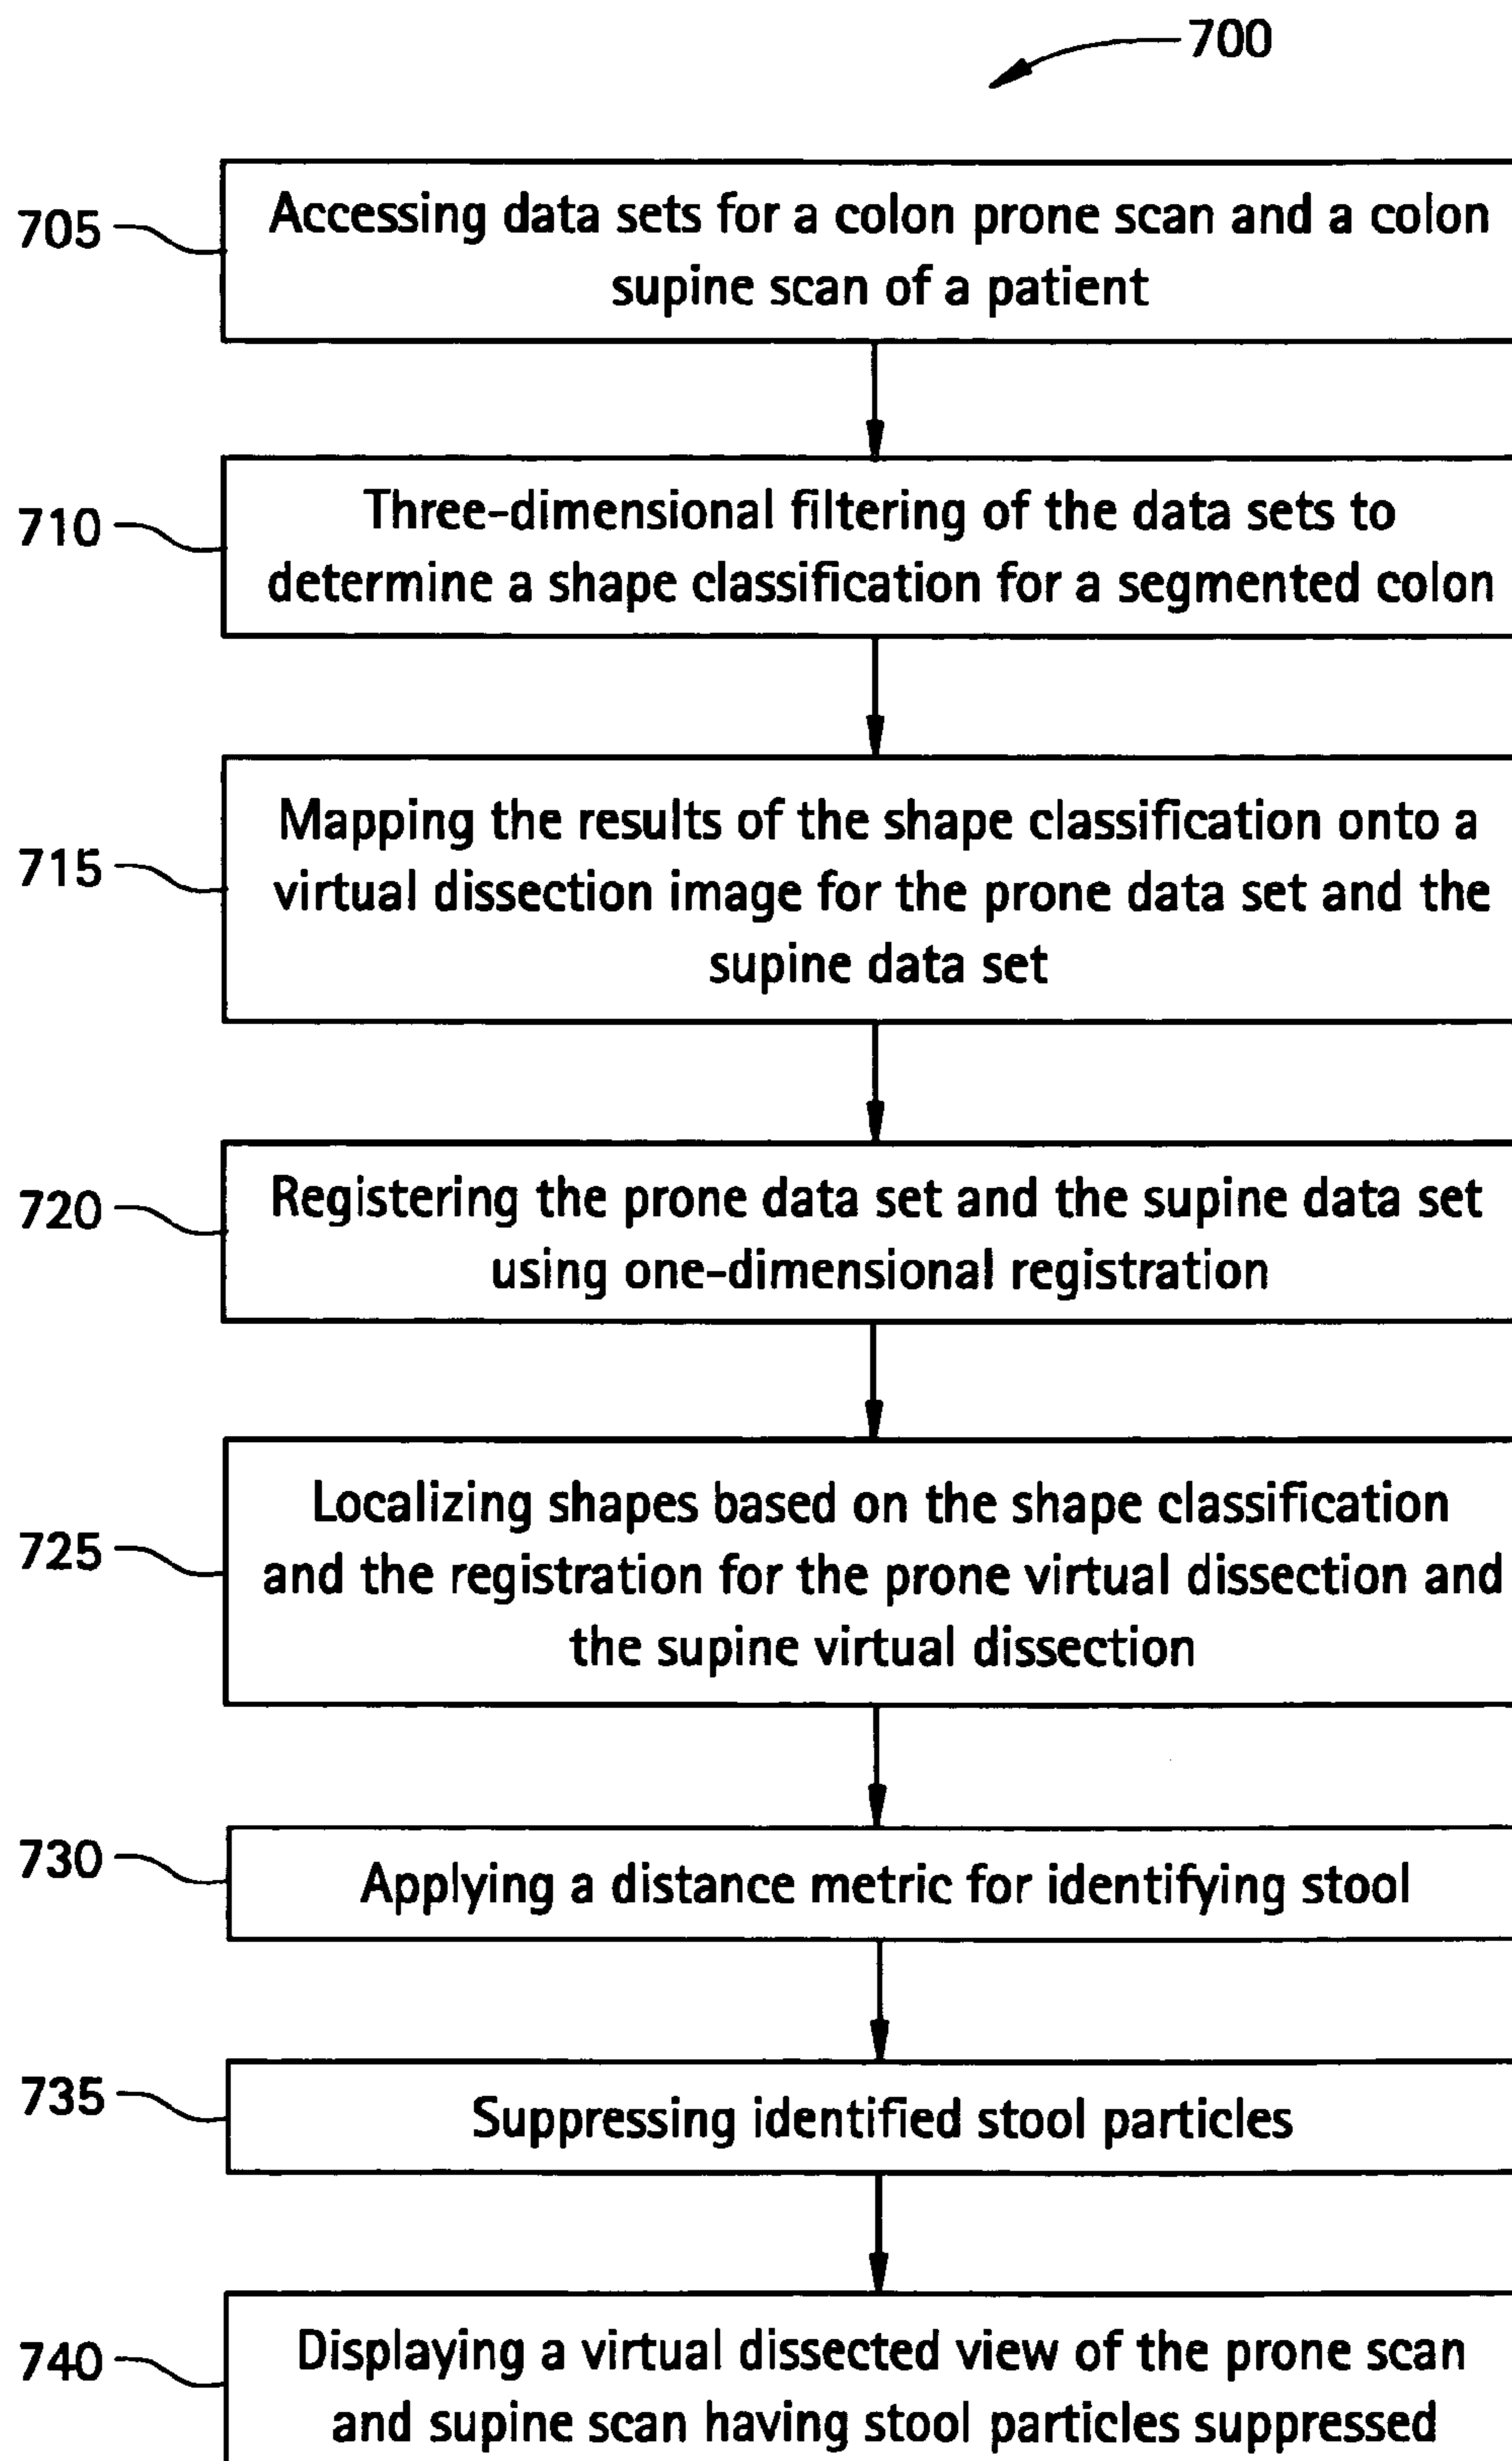 700
705
Accessing data sets for a colon prone scan and a colon
supine scan of a patient
710
Three-dimensional filtering of the data sets to
determine a shape classification for a segmented colon
715
Mapping the results of the shape classification onto a
virtual dissection image for the prone data set and the
supine data set
720
Registering the prone data set and the supine data set
using one-dimensional registration
725
Localizing shapes based on the shape classification
and the registration for the prone virtual dissection and
the supine virtual dissection
730
Applying a distance metric for identifying stool
735
Suppressing identified stool particles
740
Displaying a virtual dissected view of the prone scan
and supine scan having stool particles suppressed